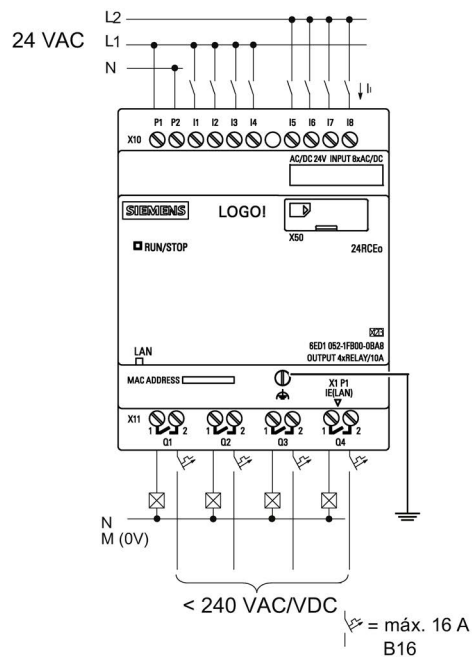 L2
24 VAC L1
N
I
P1 P2 I1 I2 I3 I4 I5 I6 I7 I8
X10
AC/DC 24V INPUT 8xAC/DC
SIEMENS LOGO!
X50
RUN/STOP 24RCEo
X23
6ED1 052-1FB00-0BA8
LAN OUTPUT 4xRELAY/10A
MAC ADDRESS X1 P1
IE(LAN)
X11 1 2 1 2 1 2 1 2
Q1 Q2 Q3 Q4
N
M (0V)
< 240 VAC/VDC
= máx. 16 A
B16